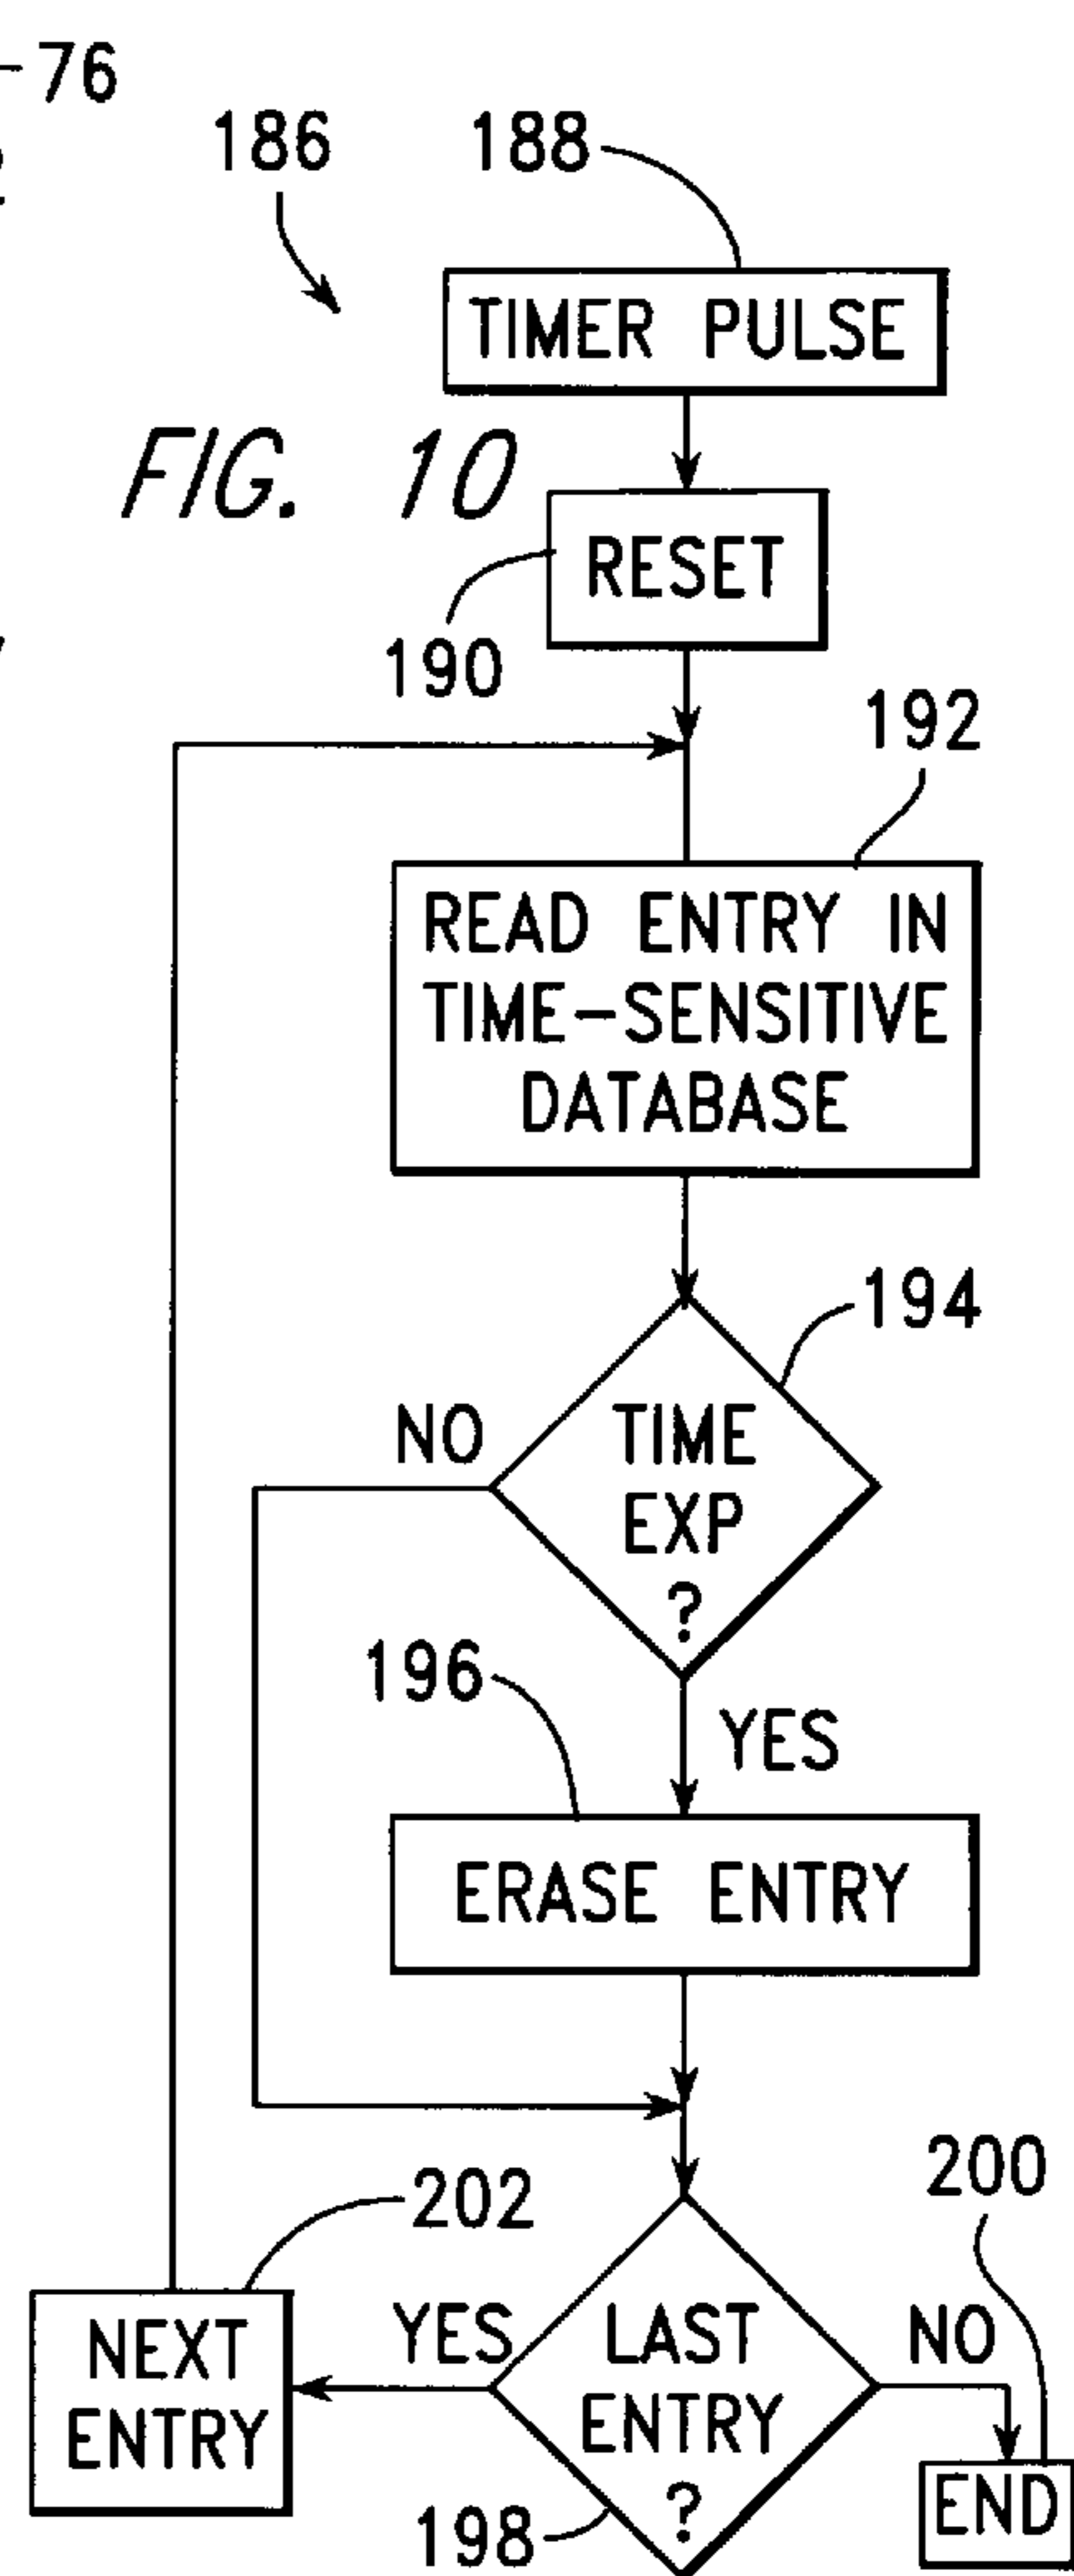 76
186
188
TIMER PULSE
FIG. 10
RESET
190
192
READ ENTRY IN
TIME-SENSITIVE
DATABASE
194
NO
TIME
EXP
?
196
YES
ERASE ENTRY
200
202
NEXT
ENTRY
YES
LAST
ENTRY
?
NO
END
198